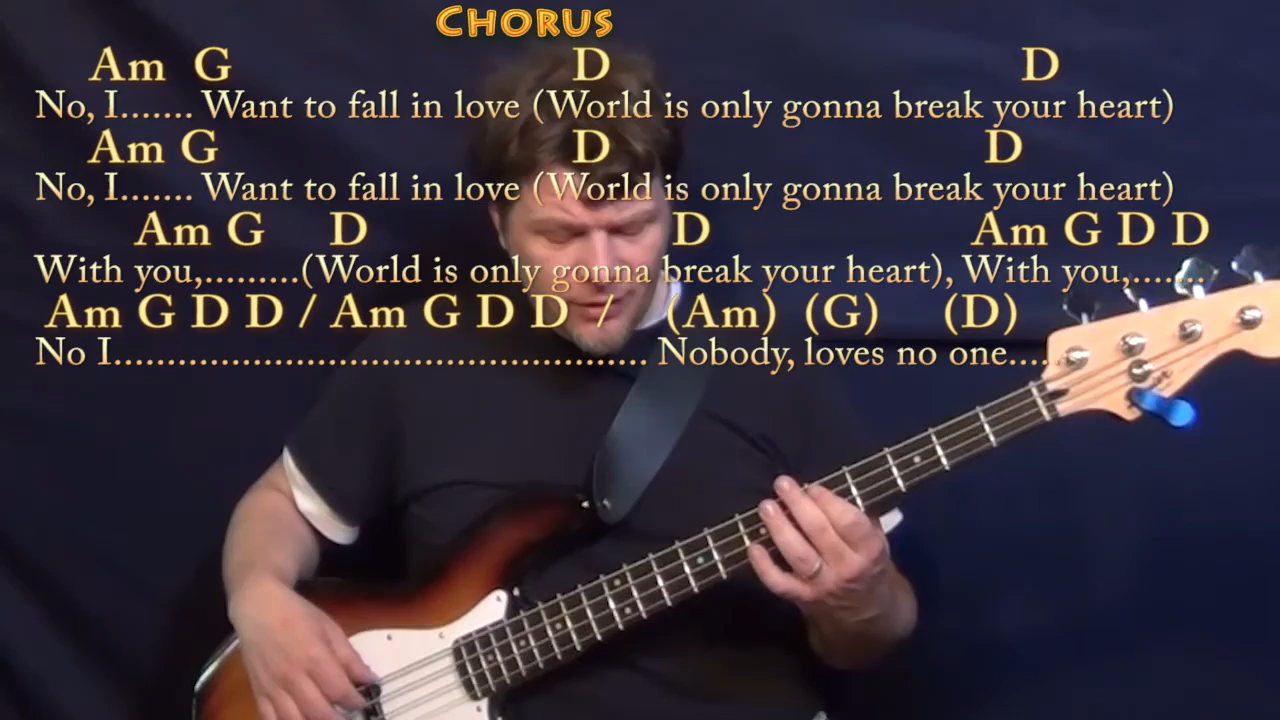 CHORUS
Am G D D
No, I....... Want to fall in love (World is only gonna break your heart)
Am G D D
No, I....... Want to fall in love (World is only gonna break your heart)
Am G D D Am G D D
With you,.........(World is only gonna break your heart), With you,.......
Am G D D / Am G D D / (Am) (G) (D)
No I.................................................. Nobody, loves no one....